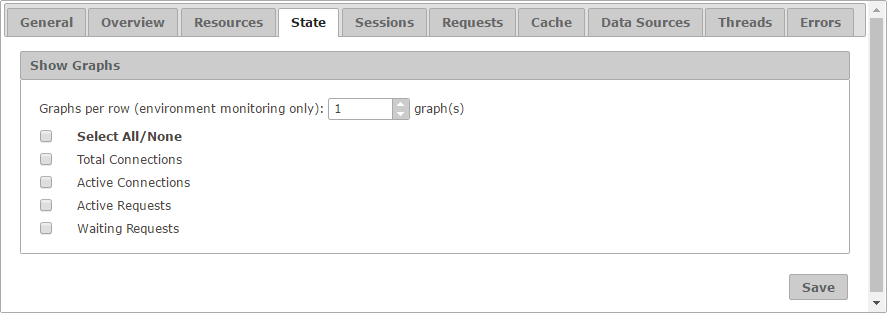 General Overview Resources State Sessions Requests Cache Data Sources Threads Errors
Show Graphs
Graphs per row (environment monitoring only): 1 graph(s)
Select All/None
Total Connections
Active Connections
Active Requests
Waiting Requests
Save